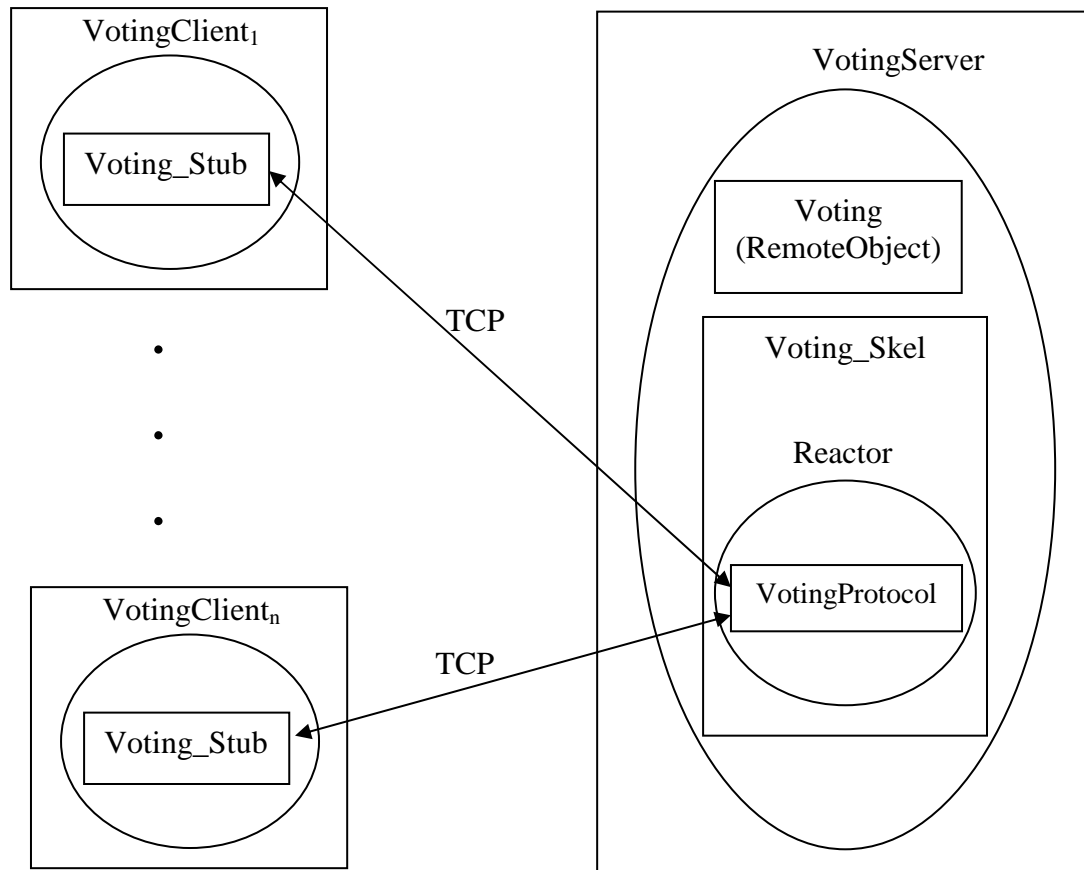 VotingClient₁
Voting_Stub
TCP
VotingClientₙ
Voting_Stub
TCP
VotingServer
Voting
(RemoteObject)
Voting_Skel
Reactor
VotingProtocol